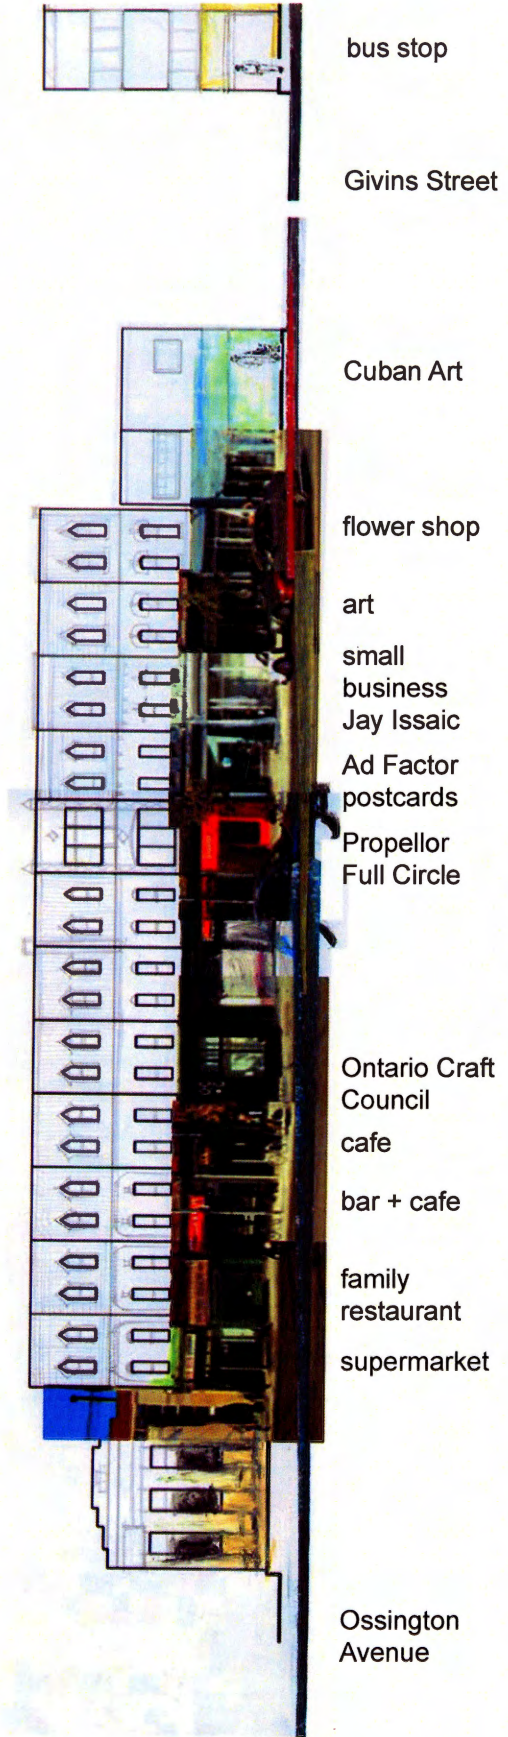 bus stop
Givins Street
Cuban Art
flower shop
art
small
business
Jay Issaic
Ad Factor
postcards
Propellor
Full Circle
Ontario Craft
Council
cafe
bar + cafe
family
restaurant
supermarket
Ossington
Avenue